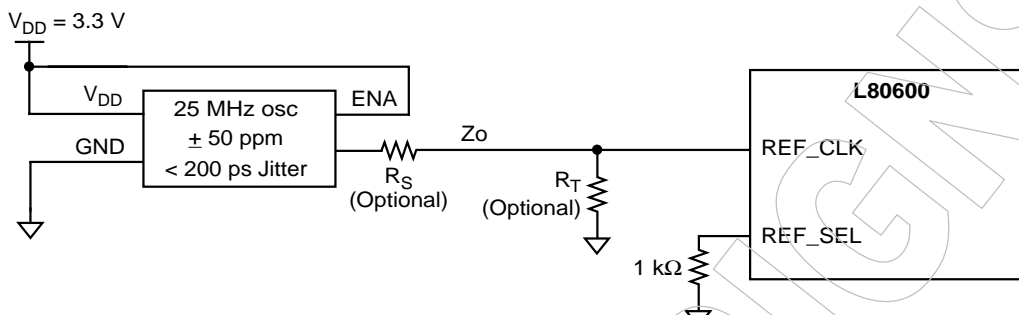 V_DD = 3.3 V
V_DD
25 MHz osc
ENA
L80600
± 50 ppm
GND
Zo
REF_CLK
< 200 ps Jitter
R_S
(Optional)
R_T
(Optional)
REF_SEL
1 kΩ